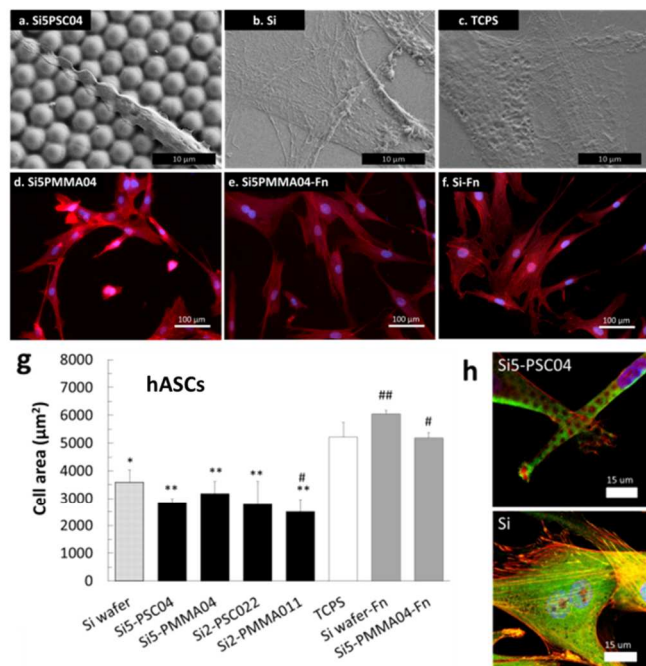 a. Si5PSC04
b. Si
c. TCPS
10 µm
10 µm
10 µm
d. Si5PMMA04
e. Si5PMMA04-Fn
f. Si-Fn
100 µm
100 µm
100 µm
g
hASCs
Cell area (µm²)
8000
7000
6000
5000
4000
3000
2000
1000
0
*
**
**
**
#
**
##
#
Si wafer
Si5-PSC04
Si5-PMMA04
Si2-PSC022
Si2-PMMA011
TCPS
Si wafer-Fn
Si5-PMMA04-Fn
h
Si5-PSC04
15 um
Si
15 um